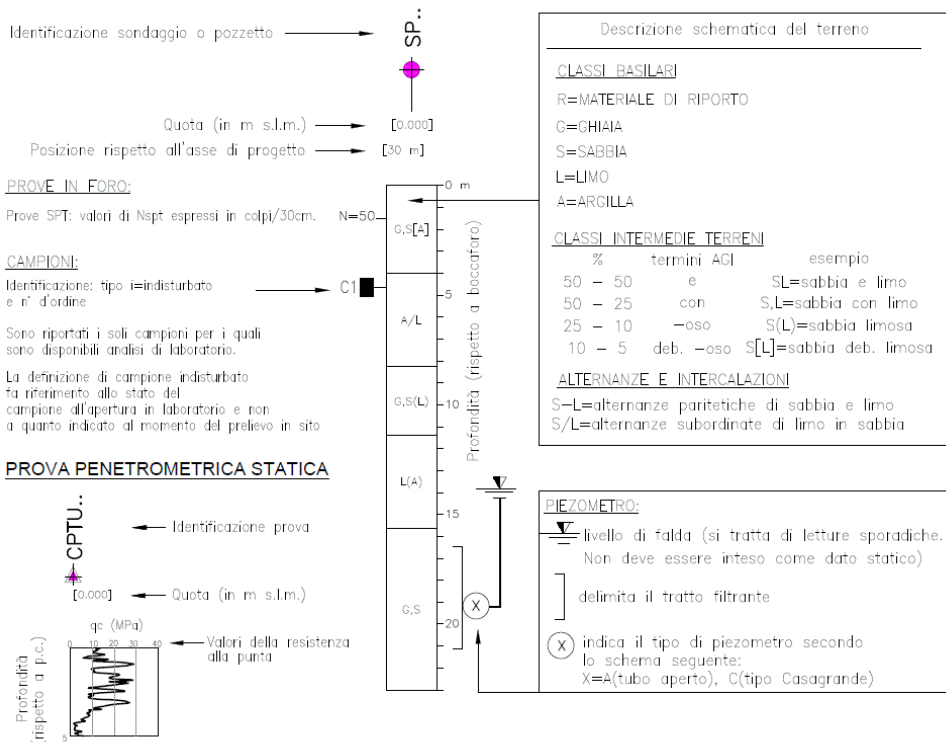 Identificazione sondaggio o pozzetto
SP..
Quota (in m s.l.m.)
[0.000]
Posizione rispetto all'asse di progetto
[30 m]
PROVE IN FORO:
Prove SPT: valori di Nspt espressi in colpi/30cm.
N=50
CAMPIONI:
Identificazione: tipo i=indisturbato
e n° d'ordine
C1
Sono riportati i soli campioni per i quali
sono disponibili analisi di laboratorio.
La definizione di campione indisturbato
fa riferimento allo stato del
campione all'apertura in laboratorio e non
a quanto indicato al momento del prelievo in sito
0 m
5
10
15
20
G,S[A]
A/L
G,S(L)
L(A)
G,S
Profondità (rispetto a boccaforo)
X
PROVA PENETROMETRICA STATICA
CPTU..
Identificazione prova
[0.000]
Quota (in m s.l.m.)
qc (MPa)
0 10 20 30 40
Valori della resistenza
alla punta
Profondità
(rispetto a p.c.)
5
Descrizione schematica del terreno
CLASSI BASILARI
R=MATERIALE DI RIPORTO
G=GHIAIA
S=SABBIA
L=LIMO
A=ARGILLA
CLASSI INTERMEDIE TERRENI
% termini AGI esempio
50 – 50 e SL=sabbia e limo
50 – 25 con S,L=sabbia con limo
25 – 10 –oso S(L)=sabbia limosa
10 – 5 deb. –oso S[L]=sabbia deb. limosa
ALTERNANZE E INTERCALAZIONI
S–L=alternanze paritetiche di sabbia e limo
S/L=alternanze subordinate di limo in sabbia
PIEZOMETRO:
livello di falda (si tratta di letture sporadiche.
Non deve essere inteso come dato statico)
delimita il tratto filtrante
X indica il tipo di piezometro secondo
lo schema seguente:
X=A(tubo aperto), C(tipo Casagrande)